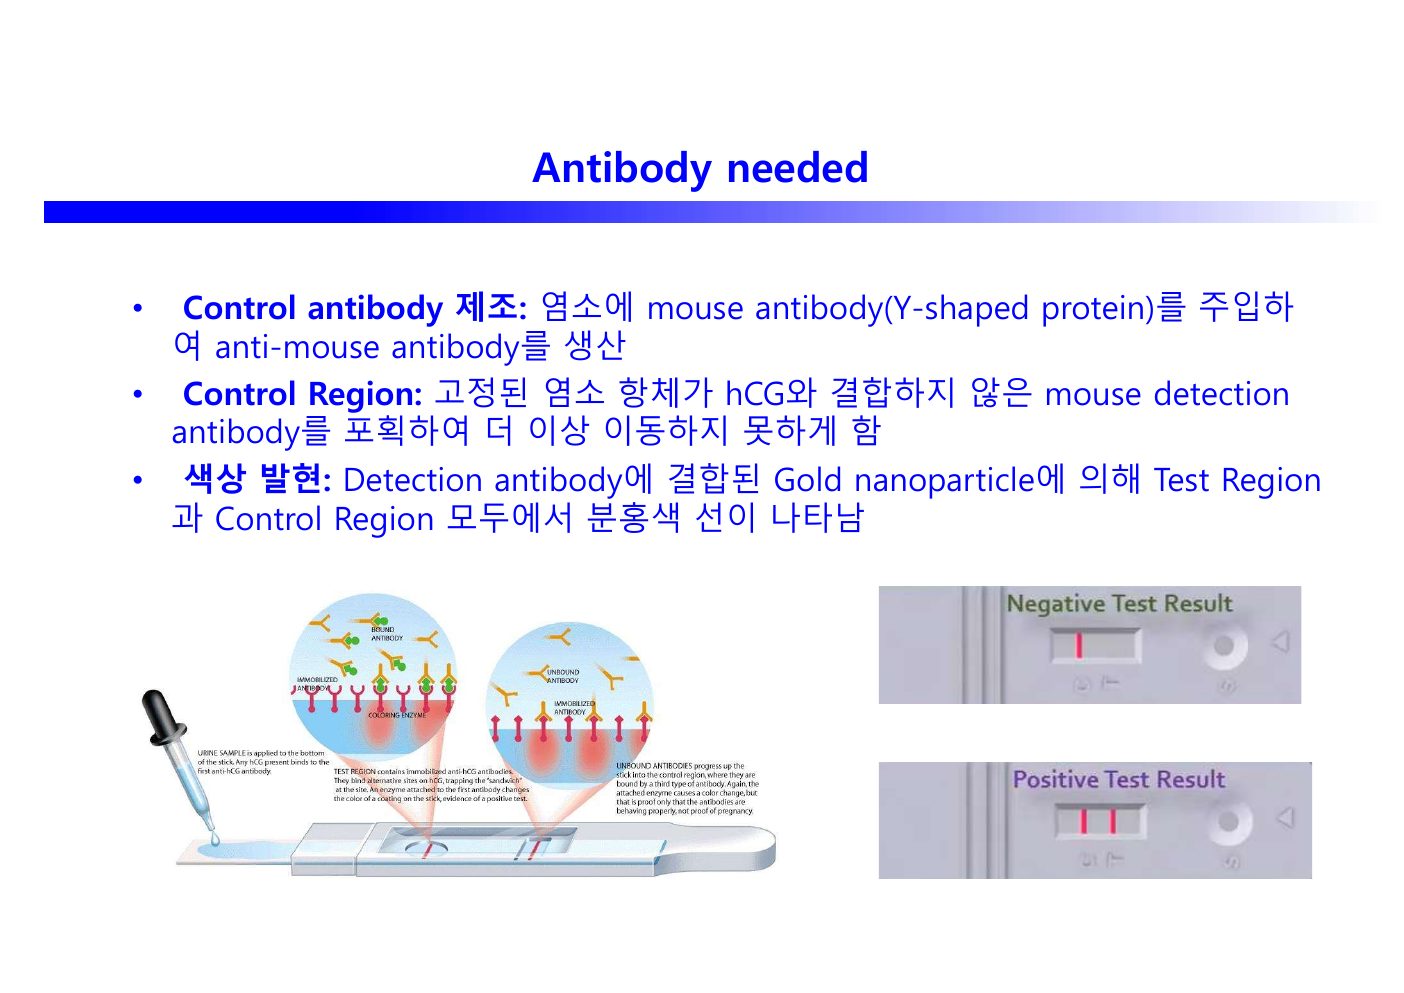 Antibody needed
• Control antibody 제조: 염소에 mouse antibody(Y-shaped protein)를 주입하
여 anti-mouse antibody를 생산
• Control Region: 고정된 염소 항체가 hCG와 결합하지 않은 mouse detection
antibody를 포획하여 더 이상 이동하지 못하게 함
• 색상 발현: Detection antibody에 결합된 Gold nanoparticle에 의해 Test Region
과 Control Region 모두에서 분홍색 선이 나타남
BOUND
ANTIBODY
IMMOBILIZED
ANTIBODY
COLORING ENZYME
UNBOUND
ANTIBODY
IMMOBILIZED
ANTIBODY
URINE SAMPLE is applied to the bottom
of the stick. Any hCG present binds to the
first anti-hCG antibody.
TEST REGION contains immobilized anti-hCG antibodies.
They bind alternative sites on hCG, trapping the "sandwich"
at the site. An enzyme attached to the first antibody changes
the color of a coating on the stick, evidence of a positive test.
UNBOUND ANTIBODIES progress up the
stick into the control region, where they are
bound by a third type of antibody. Again, the
attached enzyme causes a color change, but
that is proof only that the antibodies are
behaving properly, not proof of pregnancy.
Negative Test Result
C T S
Positive Test Result
C T S